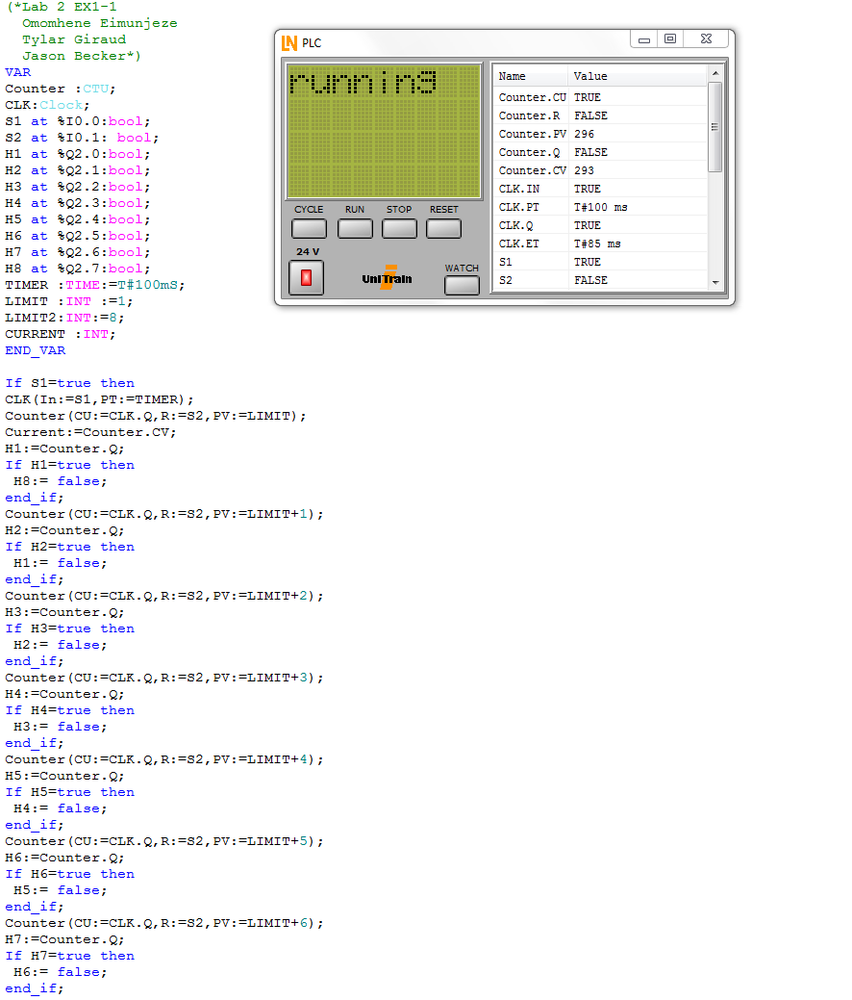 (*Lab 2 EX1-1
Omomhene Eimunjeze
Tylar Giraud
Jason Becker*)
VAR
Counter :CTU;
CLK:Clock;
S1 at %I0.0:bool;
S2 at %I0.1: bool;
H1 at %Q2.0:bool;
H2 at %Q2.1:bool;
H3 at %Q2.2:bool;
H4 at %Q2.3:bool;
H5 at %Q2.4:bool;
H6 at %Q2.5:bool;
H7 at %Q2.6:bool;
H8 at %Q2.7:bool;
TIMER :TIME:=T#100mS;
LIMIT :INT :=1;
LIMIT2:INT:=8;
CURRENT :INT;
END_VAR
If S1=true then
CLK(In:=S1,PT:=TIMER);
Counter(CU:=CLK.Q,R:=S2,PV:=LIMIT);
Current:=Counter.CV;
H1:=Counter.Q;
If H1=true then
H8:= false;
end_if;
Counter(CU:=CLK.Q,R:=S2,PV:=LIMIT+1);
H2:=Counter.Q;
If H2=true then
H1:= false;
end_if;
Counter(CU:=CLK.Q,R:=S2,PV:=LIMIT+2);
H3:=Counter.Q;
If H3=true then
H2:= false;
end_if;
Counter(CU:=CLK.Q,R:=S2,PV:=LIMIT+3);
H4:=Counter.Q;
If H4=true then
H3:= false;
end_if;
Counter(CU:=CLK.Q,R:=S2,PV:=LIMIT+4);
H5:=Counter.Q;
If H5=true then
H4:= false;
end_if;
Counter(CU:=CLK.Q,R:=S2,PV:=LIMIT+5);
H6:=Counter.Q;
If H6=true then
H5:= false;
end_if;
Counter(CU:=CLK.Q,R:=S2,PV:=LIMIT+6);
H7:=Counter.Q;
If H7=true then
H6:= false;
end_if;
LN PLC
running
CYCLE RUN STOP RESET
24 V
UniTrain
WATCH
Name Value
Counter.CU TRUE
Counter.R FALSE
Counter.PV 296
Counter.Q FALSE
Counter.CV 293
CLK.IN TRUE
CLK.PT T#100 ms
CLK.Q TRUE
CLK.ET T#85 ms
S1 TRUE
S2 FALSE